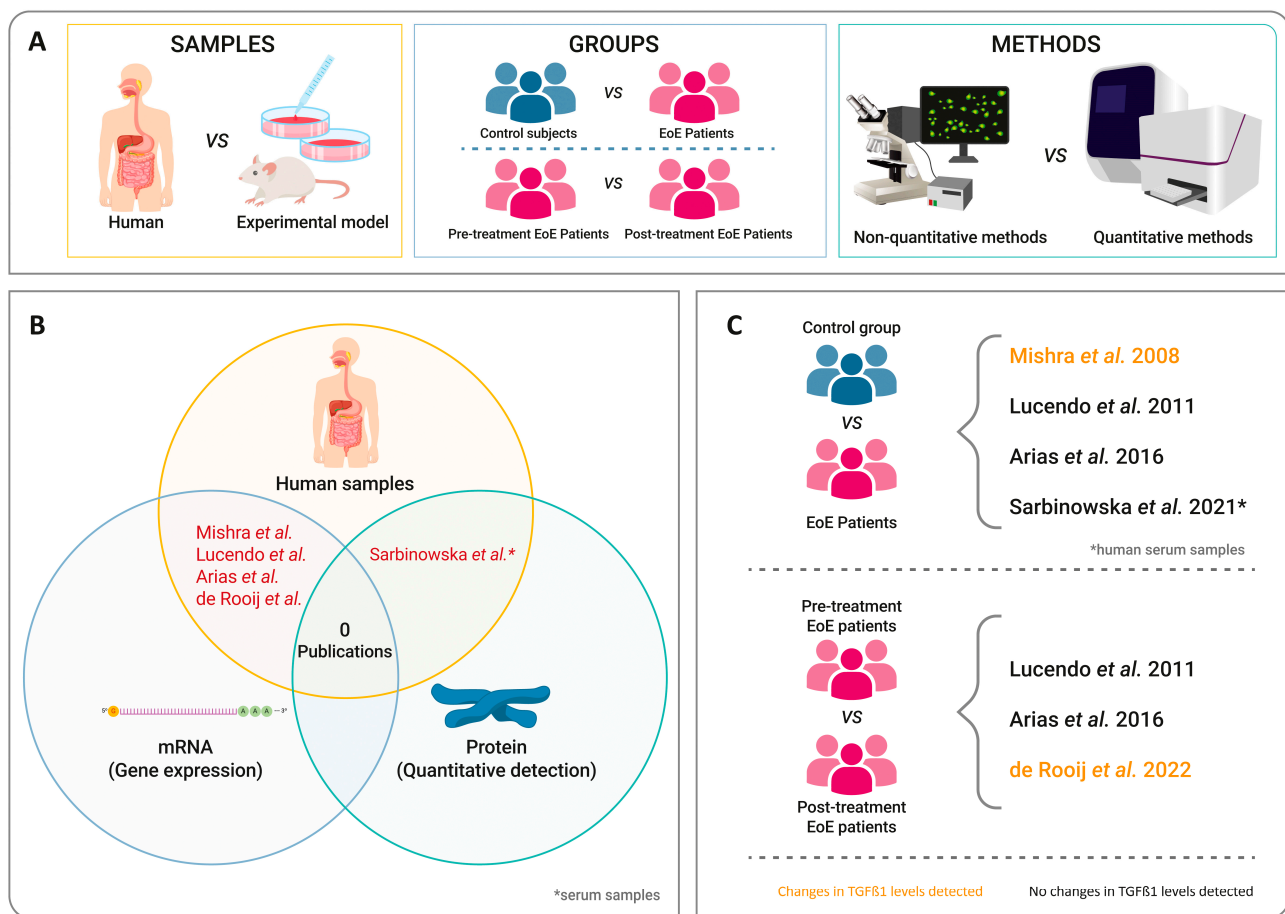 A
SAMPLES
VS
Human
Experimental model
GROUPS
VS
Control subjects
EoE Patients
VS
Pre-treatment EoE Patients
Post-treatment EoE Patients
METHODS
VS
Non-quantitative methods
Quantitative methods
B
Human samples
Mishra et al.
Lucendo et al.
Arias et al.
de Rooij et al.
Sarbinowska et al.*
0
Publications
5º G A A A 3º
mRNA
(Gene expression)
Protein
(Quantitative detection)
*serum samples
C
Control group
VS
EoE Patients
Mishra et al. 2008
Lucendo et al. 2011
Arias et al. 2016
Sarbinowska et al. 2021*
*human serum samples
Pre-treatment
EoE patients
VS
Post-treatment
EoE patients
Lucendo et al. 2011
Arias et al. 2016
de Rooij et al. 2022
Changes in TGFß1 levels detected
No changes in TGFß1 levels detected